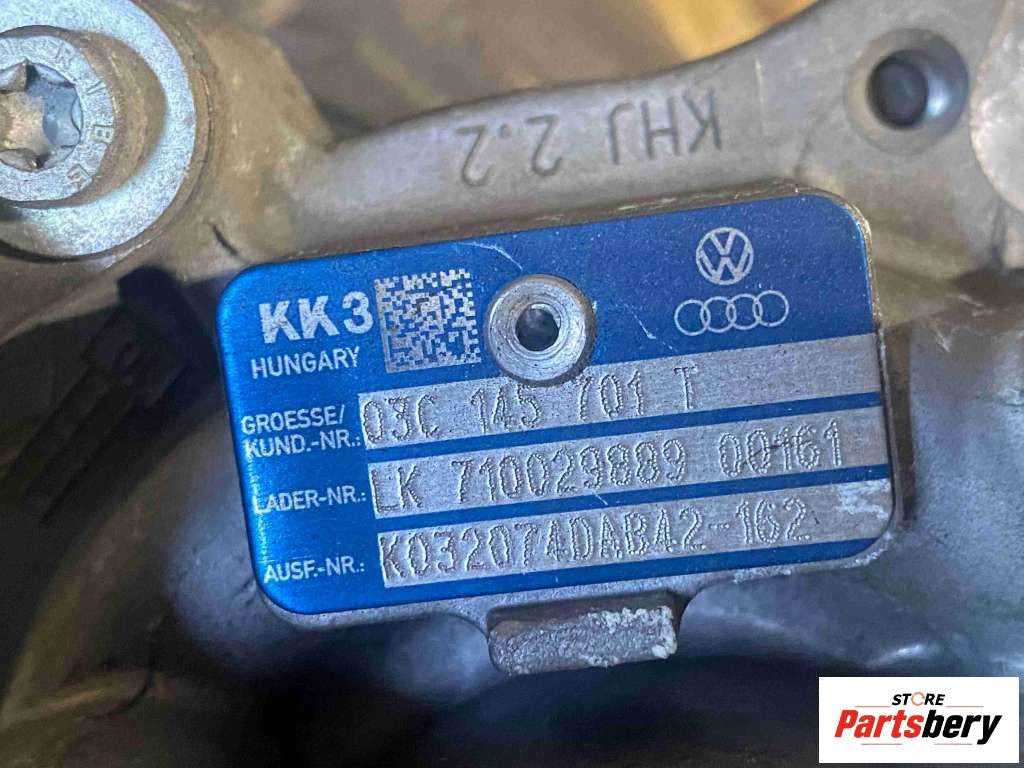 KHJ 2.2
KK3
HUNGARY
GROESSE/
KUND.-NR.: 03C 145 701 T
LADER-NR.: LK 710029889 00161
AUSF.-NR.: K032074DABA2-162
STORE
Partsbery